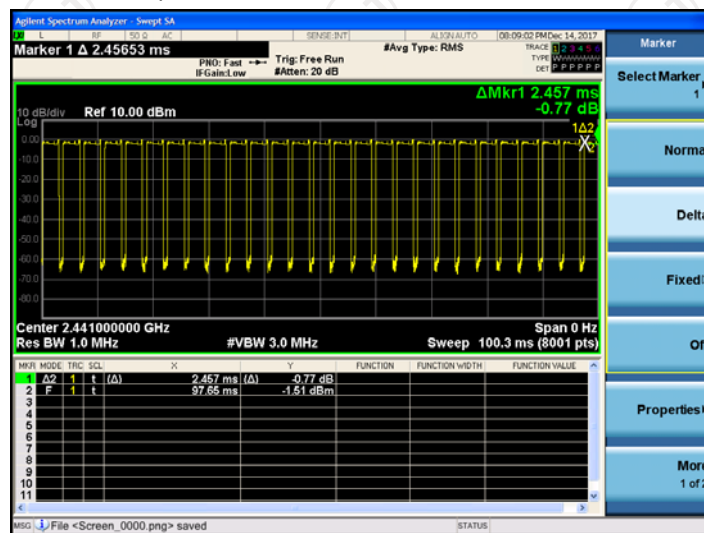 Agilent Spectrum Analyzer - Swept SA
L RF 50 Ω AC SENSE:INT ALIGN AUTO 08:09:02 PM Dec 14, 2017
Marker 1 Δ 2.45653 ms
PNO: Fast
IFGain:Low
Trig: Free Run
#Atten: 20 dB
#Avg Type: RMS
TRACE 1 2 3 4 5 6
TYPE W
DET P P P P P P
ΔMkr1 2.457 ms
-0.77 dB
10 dB/div Ref 10.00 dBm
Log
1Δ2
0.00
-10.0
-20.0
-30.0
-40.0
-50.0
-60.0
-70.0
-80.0
Center 2.441000000 GHz Span 0 Hz
Res BW 1.0 MHz #VBW 3.0 MHz Sweep 100.3 ms (8001 pts)
MKR MODE TRC SCL X Y FUNCTION FUNCTION WIDTH FUNCTION VALUE
1 Δ2 1 t (Δ) 2.457 ms (Δ) -0.77 dB
2 F 1 t 97.65 ms -1.51 dBm
3
4
5
6
7
8
9
10
11
MSG File <Screen_0000.png> saved STATUS
Marker
Select Marker
1
Norma
Delta
Fixed
Of
Properties
More
1 of 2